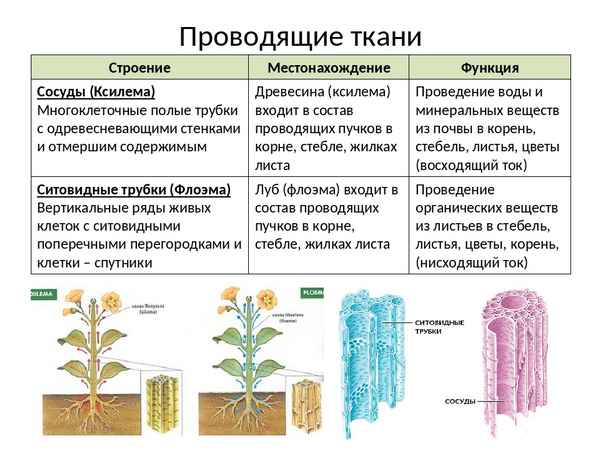 Проводящие ткани
Строение
Местонахождение
Функция
Сосуды (Ксилема)
Многоклеточные полые трубки
с одревесневающими стенками
и отмершим содержимым
Древесина (ксилема)
входит в состав
проводящих пучков в
корне, стебле, жилках
листа
Проведение воды и
минеральных веществ
из почвы в корень,
стебель, листья, цветы
(восходящий ток)
Ситовидные трубки (Флоэма)
Вертикальные ряды живых
клеток с ситовидными
поперечными перегородками и
клетки – спутники
Луб (флоэма) входит в
состав проводящих
пучков в корне,
стебле, жилках листа
Проведение
органических веществ
из листьев в стебель,
листья, цветы, корень,
(нисходящий ток)
СИТОВИДНЫЕ
ТРУБКИ
СОСУДЫ